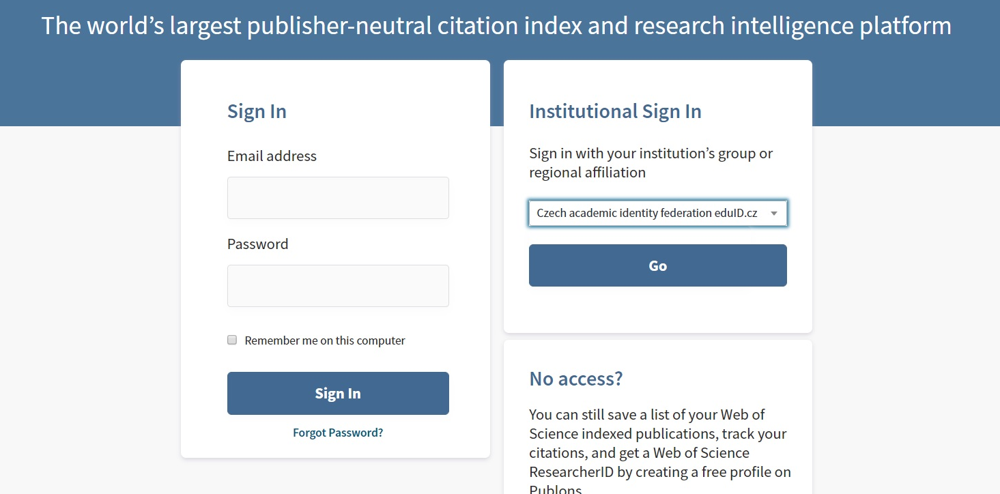 The world’s largest publisher-neutral citation index and research intelligence platform
Sign In
Email address
Password
Remember me on this computer
Sign In
Forgot Password?
Institutional Sign In
Sign in with your institution’s group or
regional affiliation
Czech academic identity federation eduID.cz
Go
No access?
You can still save a list of your Web of
Science indexed publications, track your
citations, and get a Web of Science
ResearcherID by creating a free profile on
Publons